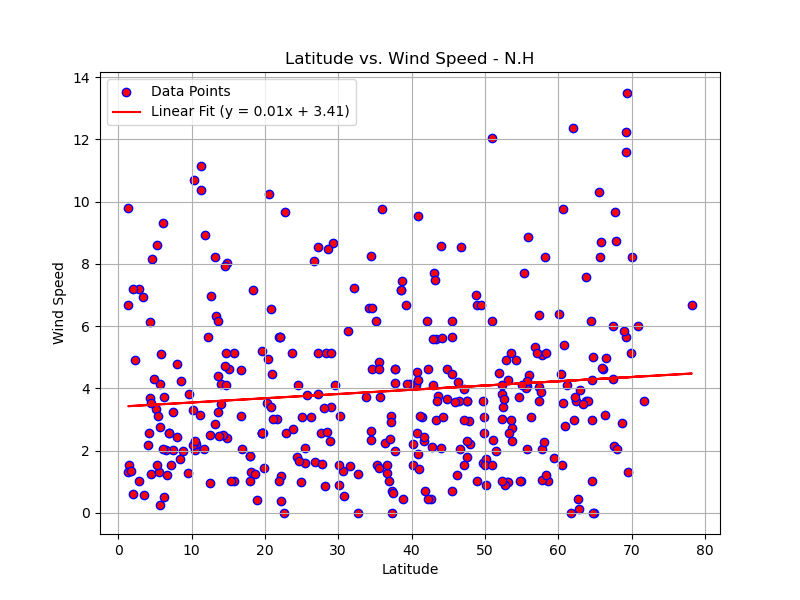 Latitude vs. Wind Speed - N.H
Data Points
Linear Fit (y = 0.01x + 3.41)
14
12
10
8
6
4
2
0
Wind Speed
0 10 20 30 40 50 60 70 80
Latitude